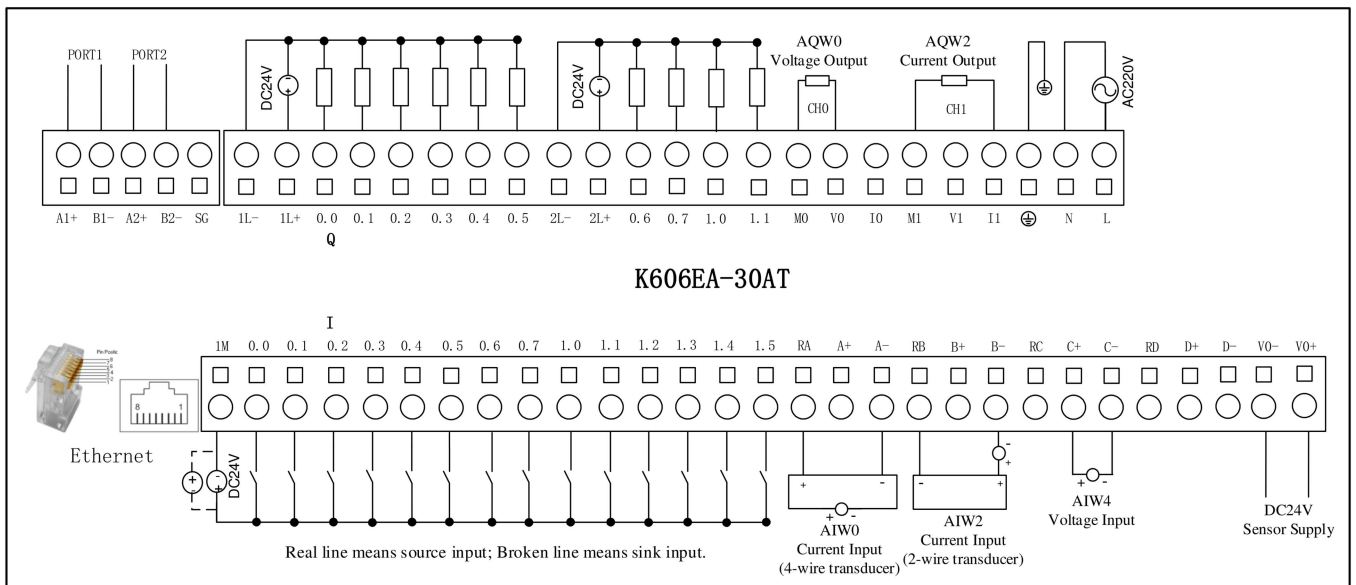 PORT1 PORT2
DC24V
DC24V
AQW0
Voltage Output
CH0
AQW2
Current Output
CH1
AC220V
A1+ B1- A2+ B2- SG 1L- 1L+ 0.0 0.1 0.2 0.3 0.4 0.5 2L- 2L+ 0.6 0.7 1.0 1.1 M0 V0 I0 M1 V1 I1 N L
Q
K606EA-30AT
I
1M 0.0 0.1 0.2 0.3 0.4 0.5 0.6 0.7 1.0 1.1 1.2 1.3 1.4 1.5 RA A+ A- RB B+ B- RC C+ C- RD D+ D- V0- V0+
8 1
Ethernet
DC24V
AIW0
Current Input
(4-wire transducer)
AIW2
Current Input
(2-wire transducer)
AIW4
Voltage Input
DC24V
Sensor Supply
Real line means source input; Broken line means sink input.